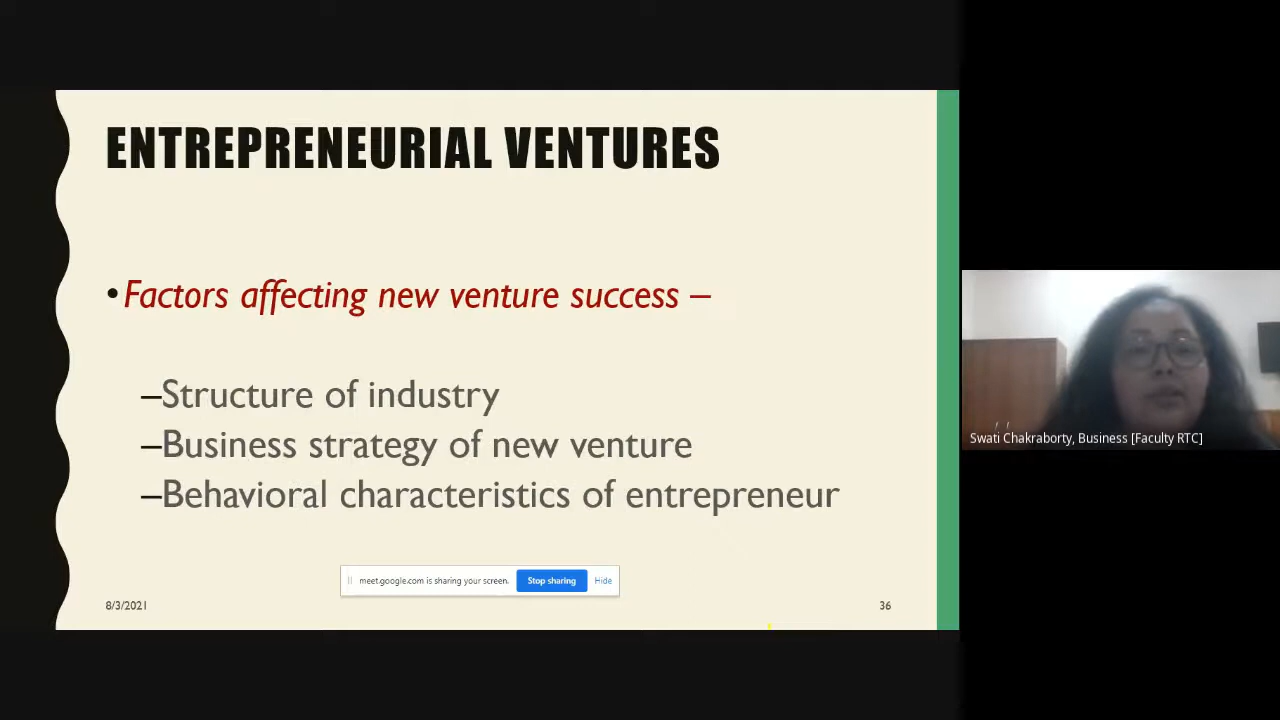 ENTREPRENEURIAL VENTURES
•Factors affecting new venture success –
–Structure of industry
–Business strategy of new venture
–Behavioral characteristics of entrepreneur
meet.google.com is sharing your screen. Stop sharing Hide
8/3/2021 36
Swati Chakraborty, Business [Faculty RTC]